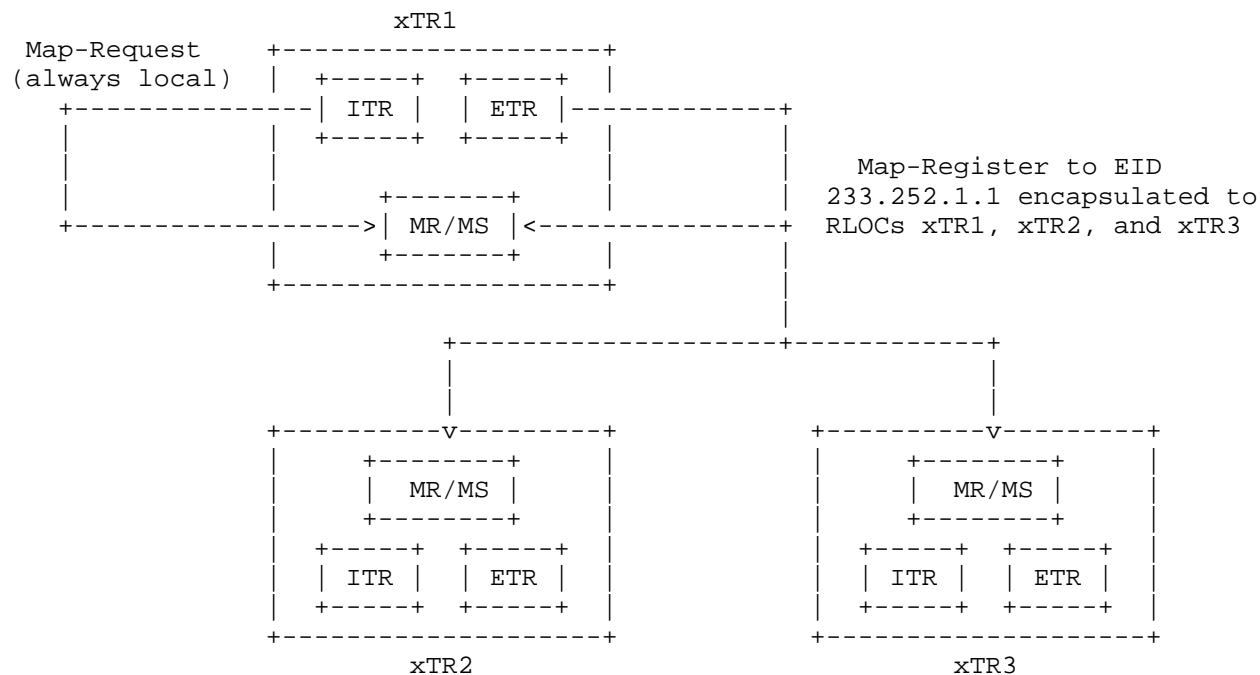 xTR1
Map-Request
(always local)
ITR ETR
Map-Register to EID
233.252.1.1 encapsulated to
MR/MS RLOCs xTR1, xTR2, and xTR3
MR/MS MR/MS
ITR ETR ITR ETR
xTR2 xTR3